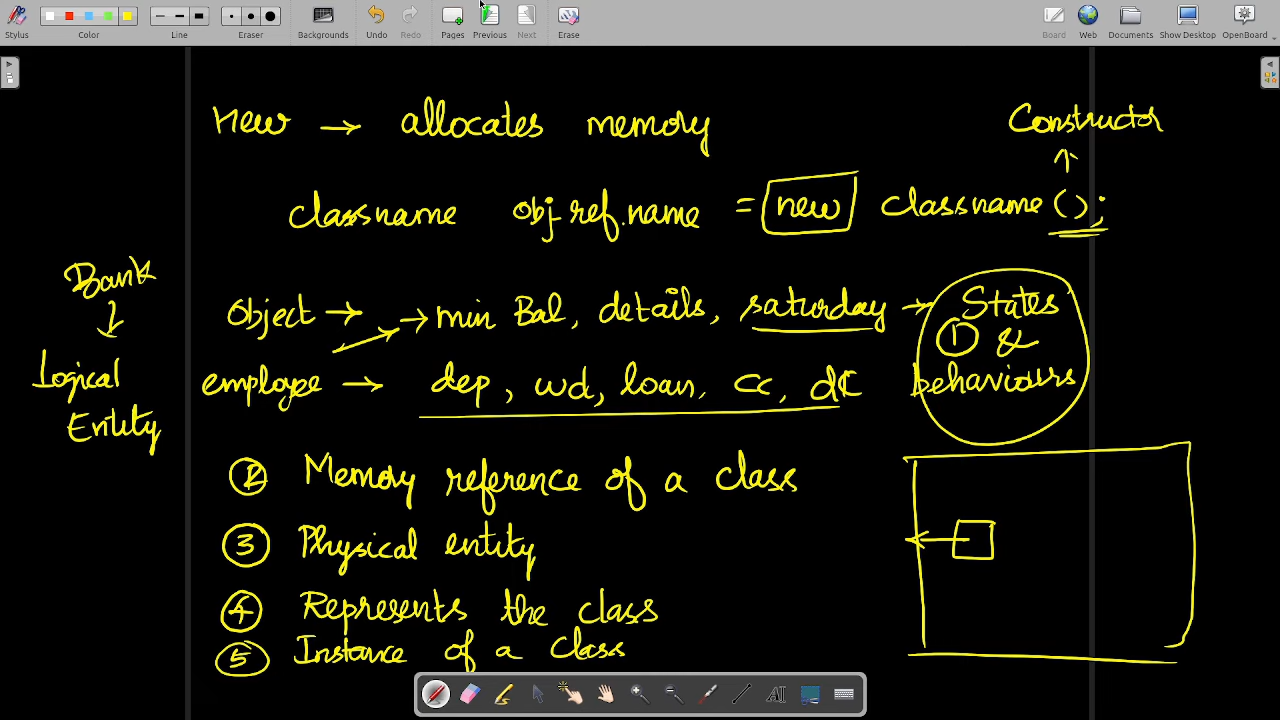 Stylus Color Line Eraser Backgrounds Undo Redo Pages Previous Next Erase Board Web Documents Show Desktop OpenBoard
new → allocates memory
Constructor
↑
classname obj.ref.name = new classname ();
Bank
↓
Logical
Entity
Object → → min Bal, details, saturday → States
① &
employee → dep, wd, loan, CC, dC behaviours
② Memory reference of a class
③ Physical entity
④ Represents the class
⑤ Instance of a class
AI